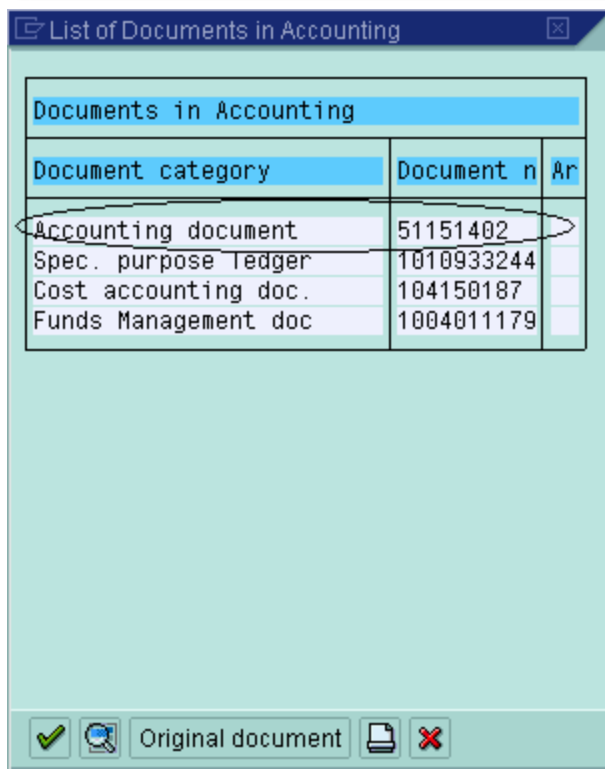 List of Documents in Accounting
Documents in Accounting
Document category Document n Ar
Accounting document 51151402
Spec. purpose ledger 1010933244
Cost accounting doc. 104150187
Funds Management doc 1004011179
Original document